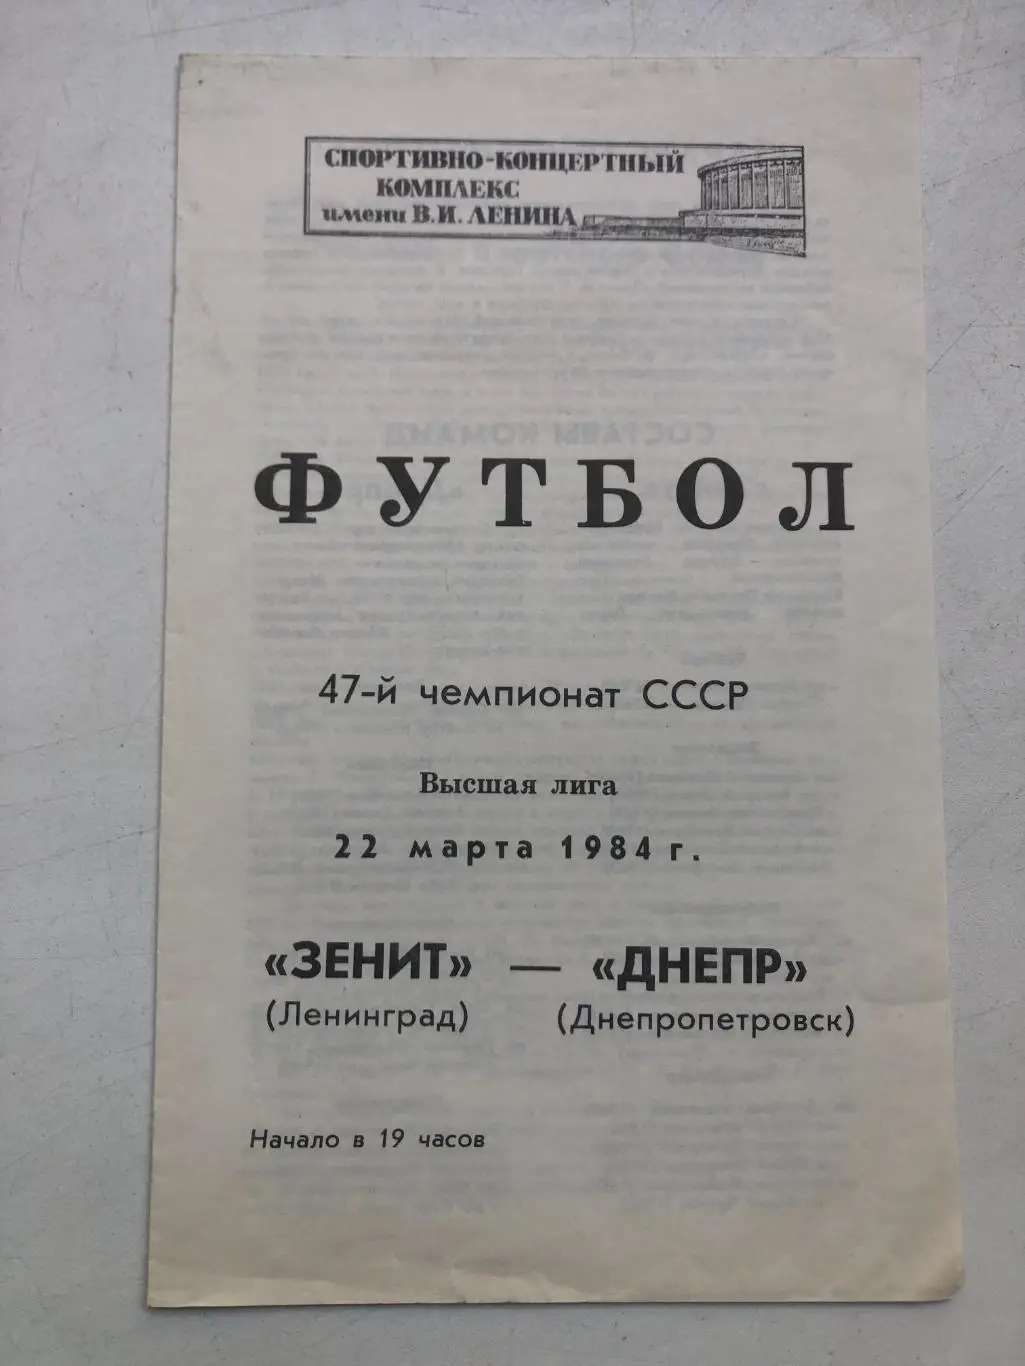 СПОРТИВНО-КОНЦЕРТНЫЙ
КОМПЛЕКС
имени В.И. ЛЕНИНА
ФУТБОЛ
47-й чемпионат СССР
Высшая лига
22 марта 1984 г.
«ЗЕНИТ» — «ДНЕПР»
(Ленинград) (Днепропетровск)
Начало в 19 часов